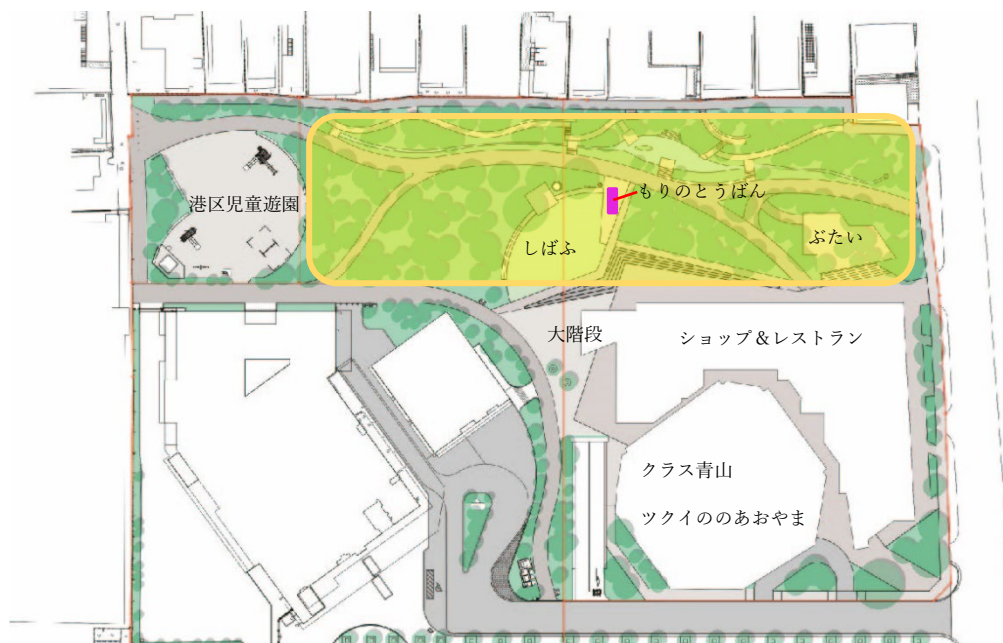 もりのとうばん
港区児童遊園
しばふ
ぶたい
大階段
ショップ&レストラン
クラス青山
ツクイののあおやま